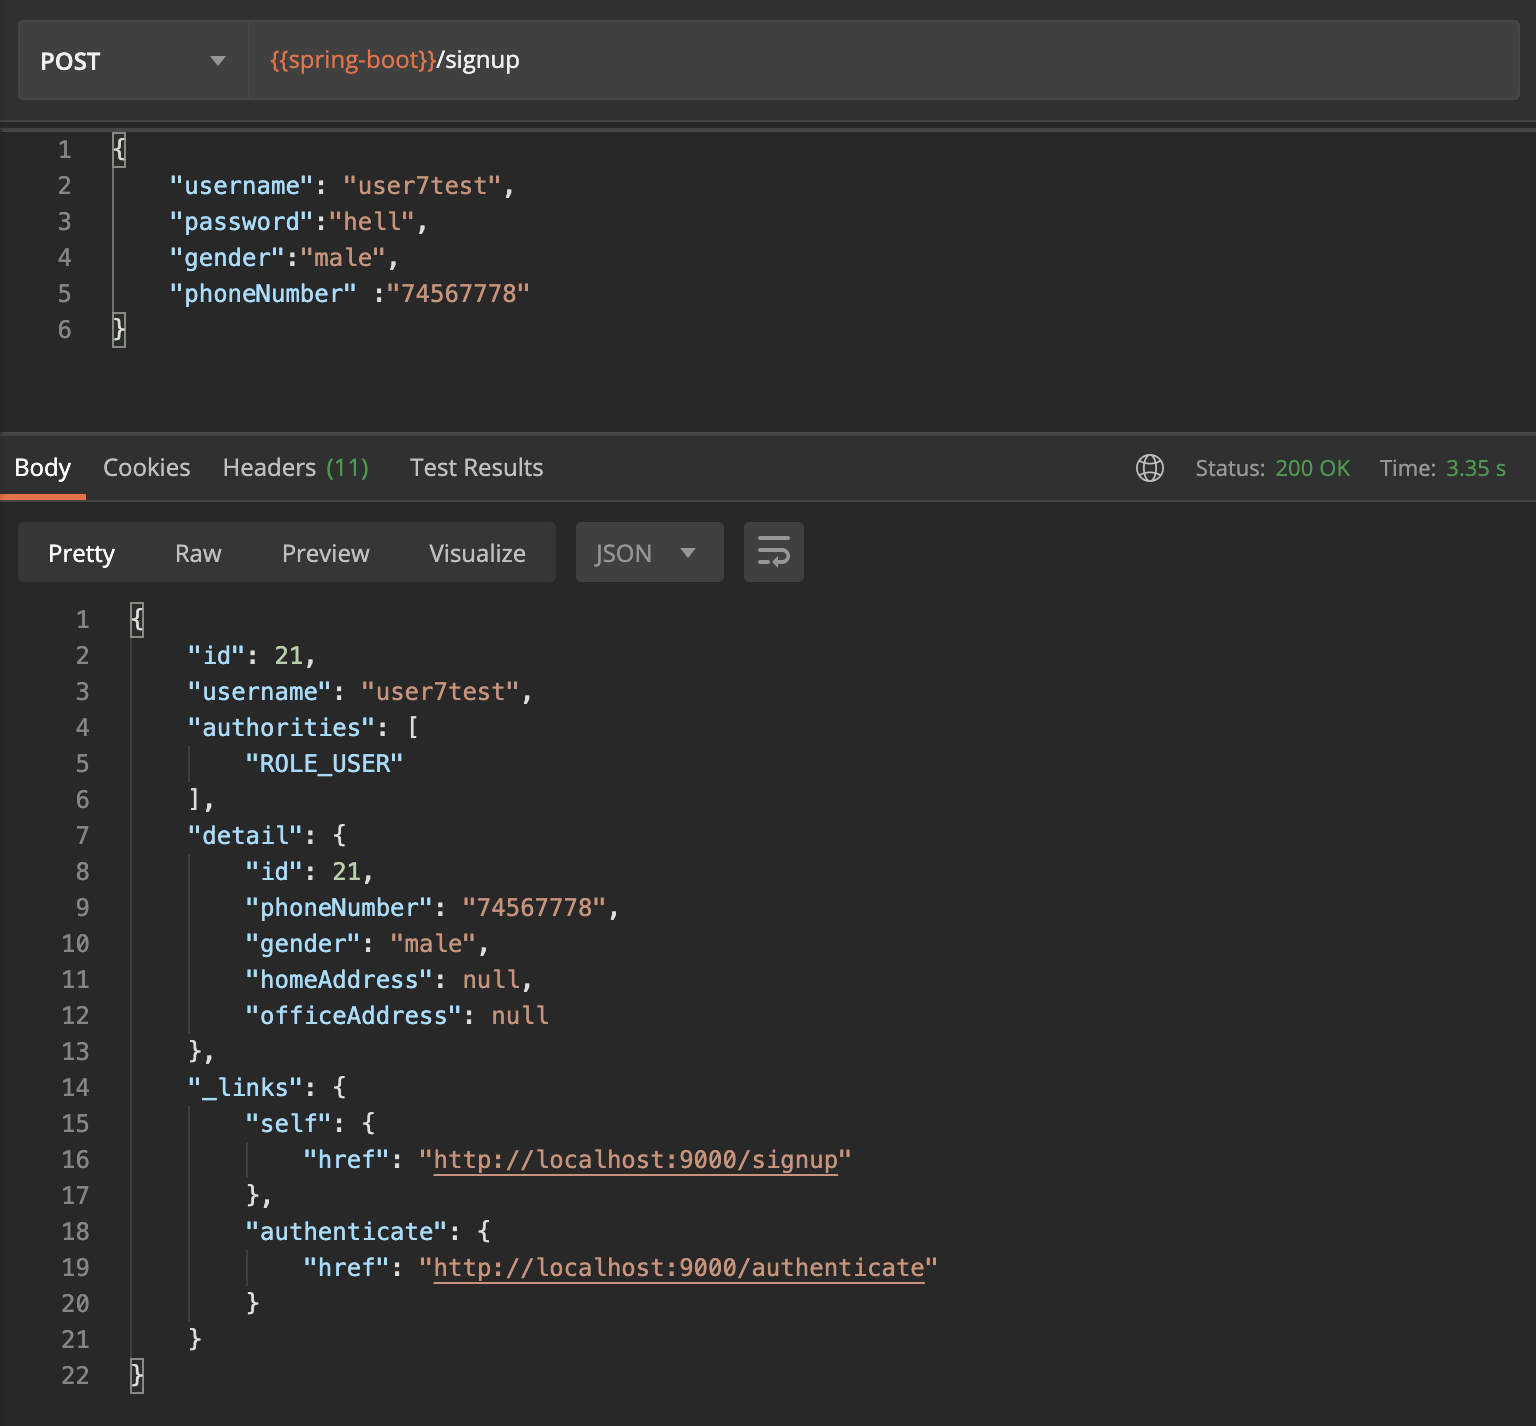 POST {{spring-boot}}/signup
1 {
2 "username": "user7test",
3 "password":"hell",
4 "gender":"male",
5 "phoneNumber" :"74567778"
6 }
Body Cookies Headers (11) Test Results Status: 200 OK Time: 3.35 s
Pretty Raw Preview Visualize JSON
1 {
2 "id": 21,
3 "username": "user7test",
4 "authorities": [
5 "ROLE_USER"
6 ],
7 "detail": {
8 "id": 21,
9 "phoneNumber": "74567778",
10 "gender": "male",
11 "homeAddress": null,
12 "officeAddress": null
13 },
14 "_links": {
15 "self": {
16 "href": "http://localhost:9000/signup"
17 },
18 "authenticate": {
19 "href": "http://localhost:9000/authenticate"
20 }
21 }
22 }